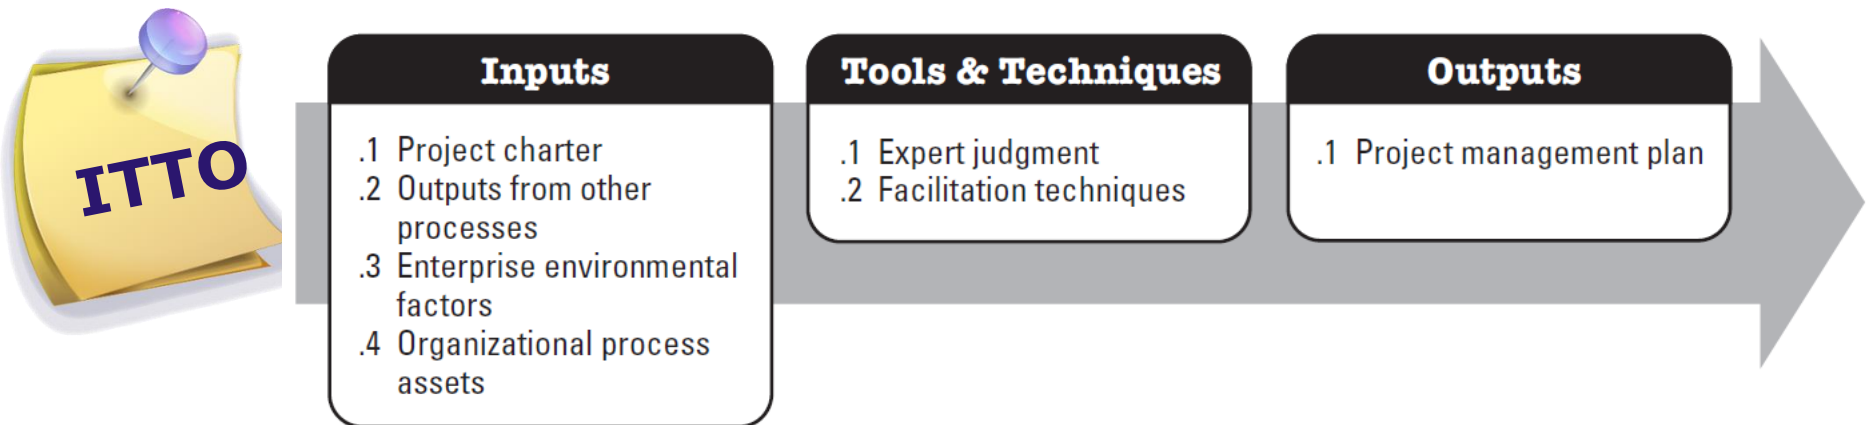 ITTO
Inputs
.1 Project charter
.2 Outputs from other
processes
.3 Enterprise environmental
factors
.4 Organizational process
assets
Tools & Techniques
.1 Expert judgment
.2 Facilitation techniques
Outputs
.1 Project management plan